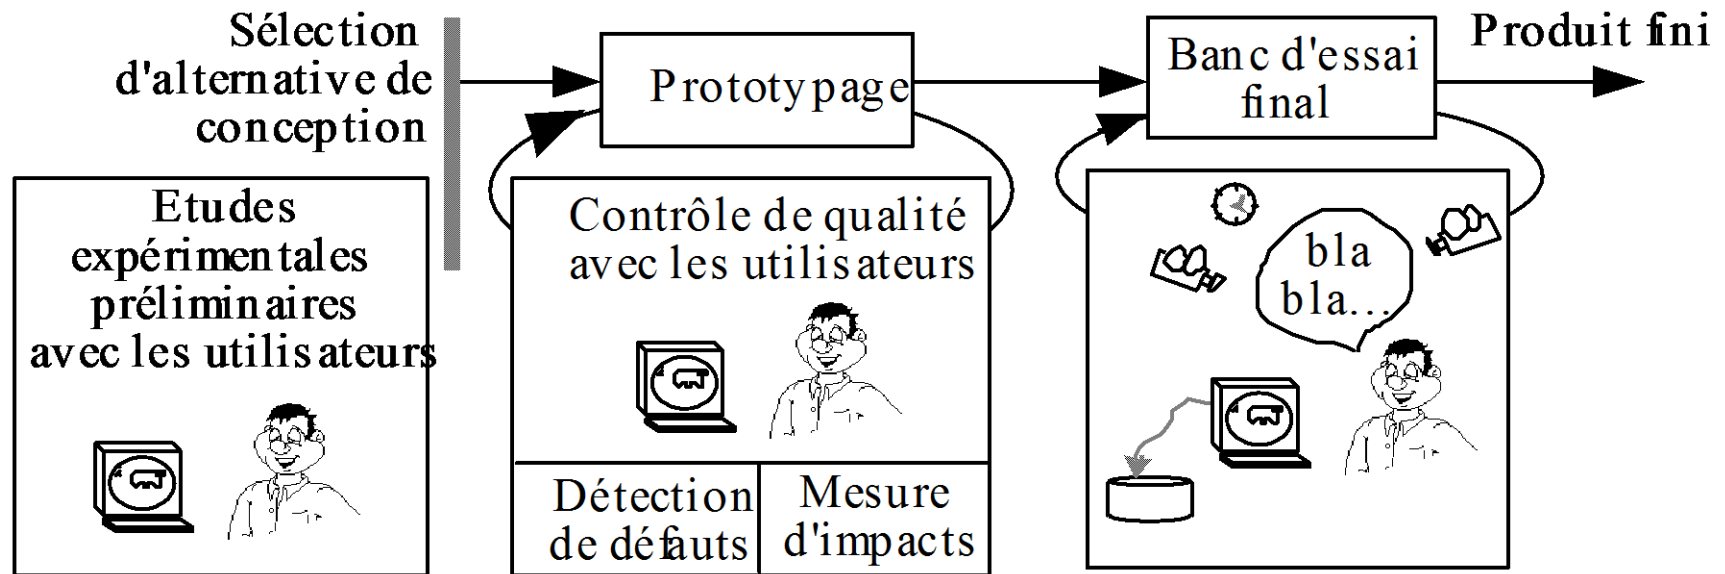 Sélection
d'alternative de
conception
Etudes
expérimentales
préliminaires
avec les utilisateurs
Prototypage
Contrôle de qualité
avec les utilisateurs
Détection
de défauts
Mesure
d'impacts
Banc d'essai
final
bla
bla...
Produit fini